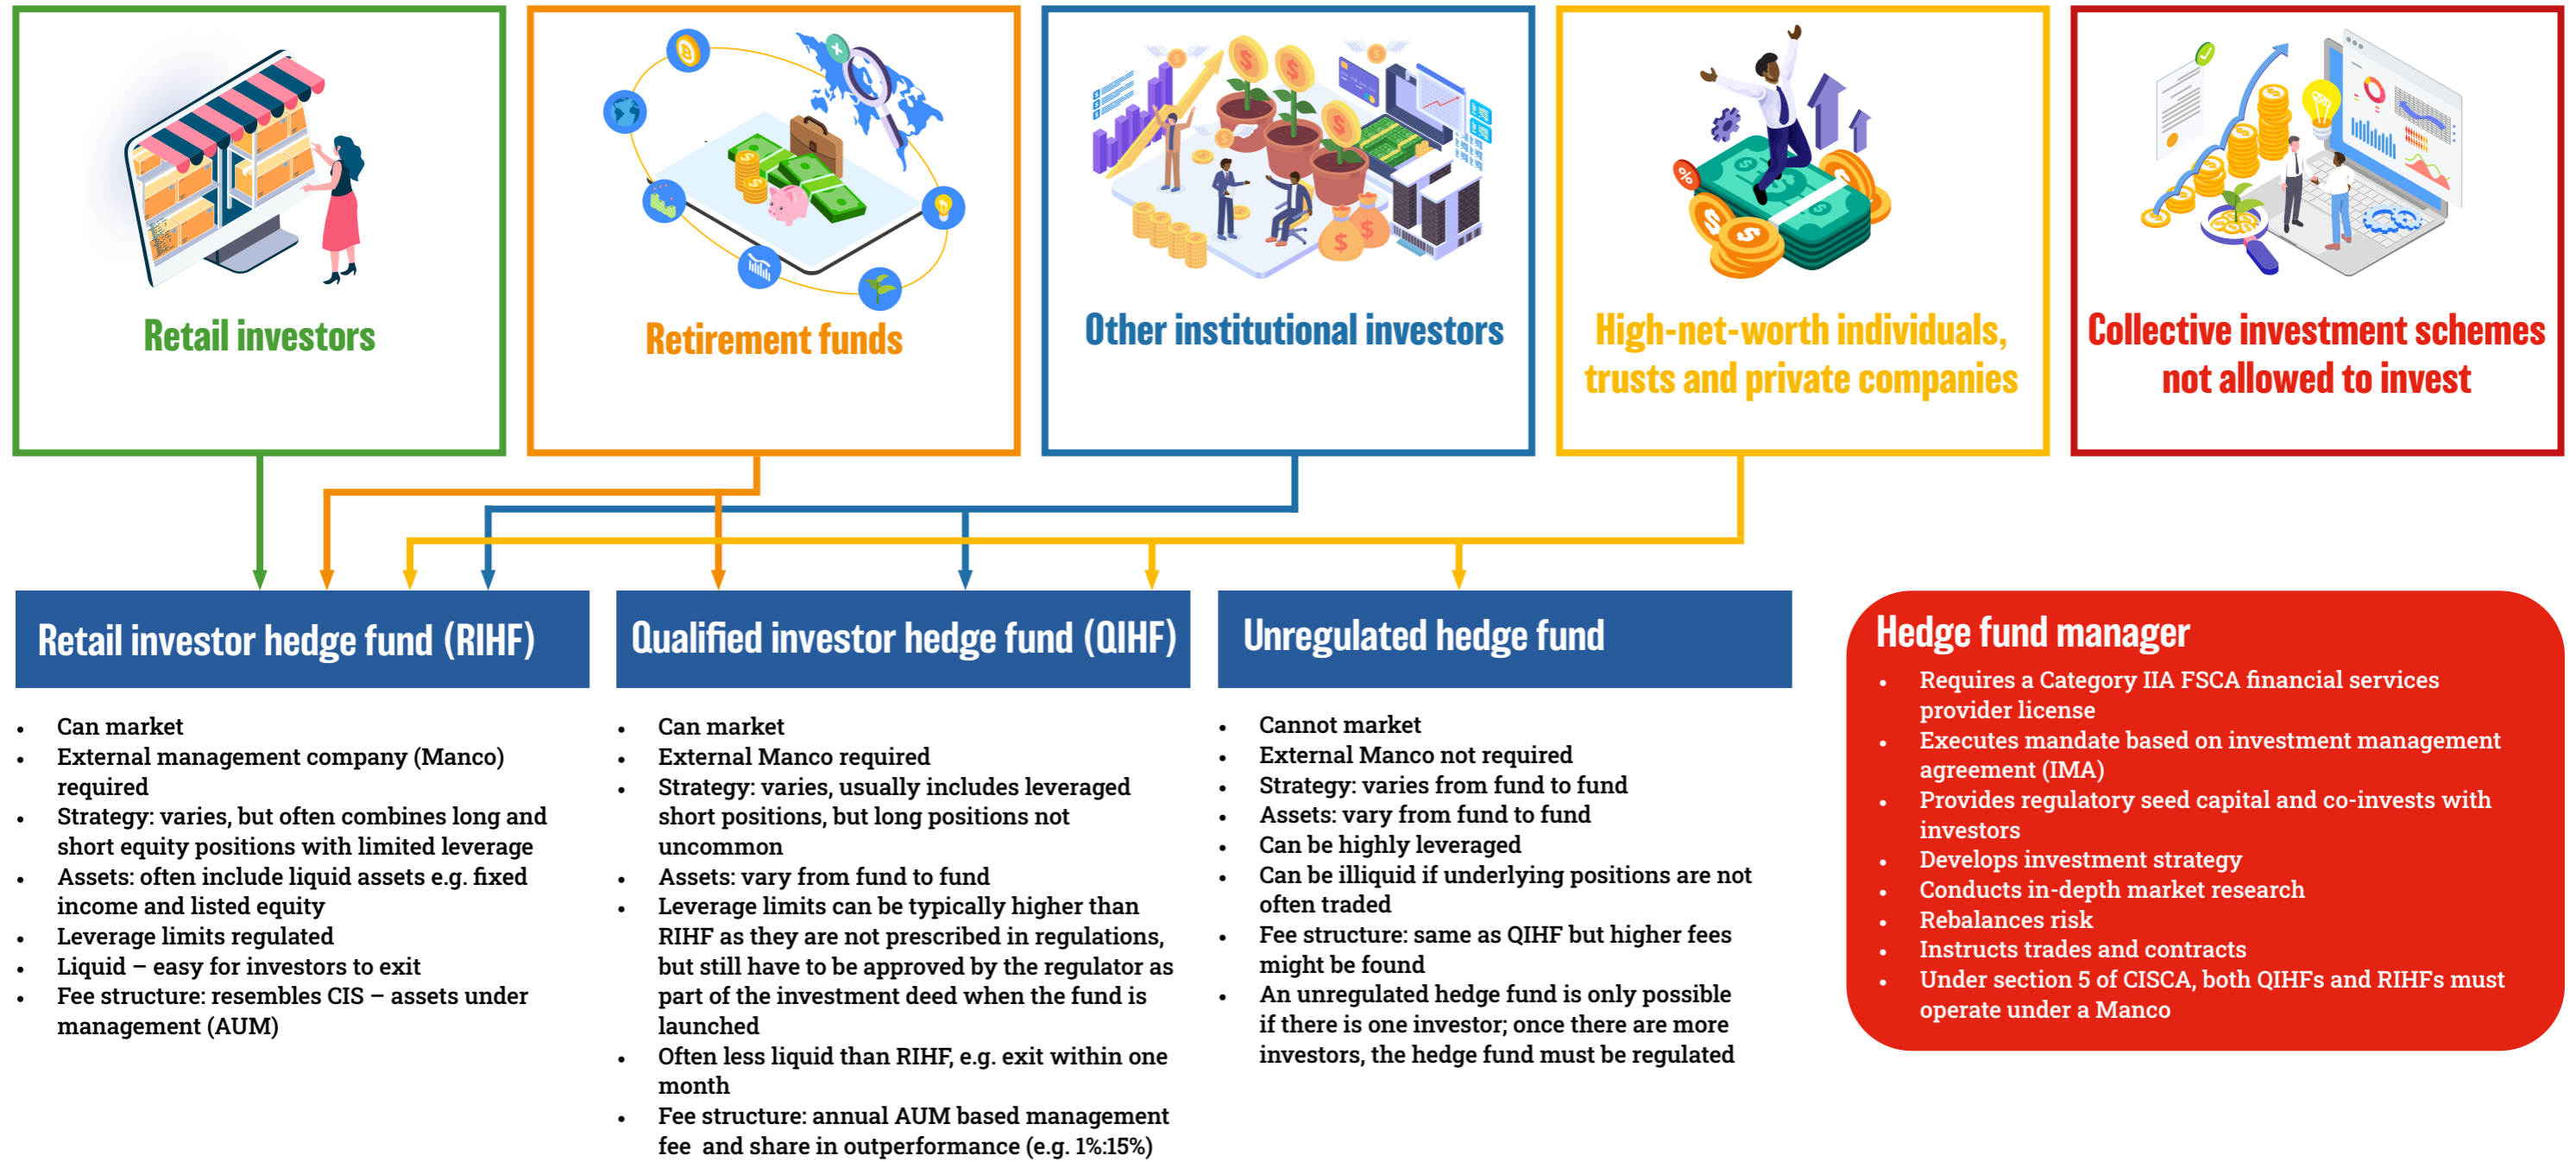 Retail investors
Retirement funds
Other institutional investors
High-net-worth individuals,
trusts and private companies
Collective investment schemes
not allowed to invest
Retail investor hedge fund (RIHF)
• Can market
• External management company (Manco)
required
• Strategy: varies, but often combines long and
short equity positions with limited leverage
• Assets: often include liquid assets e.g. fixed
income and listed equity
• Leverage limits regulated
• Liquid – easy for investors to exit
• Fee structure: resembles CIS – assets under
management (AUM)
Qualified investor hedge fund (QIHF)
• Can market
• External Manco required
• Strategy: varies, usually includes leveraged
short positions, but long positions not
uncommon
• Assets: vary from fund to fund
• Leverage limits can be typically higher than
RIHF as they are not prescribed in regulations,
but still have to be approved by the regulator as
part of the investment deed when the fund is
launched
• Often less liquid than RIHF, e.g. exit within one
month
• Fee structure: annual AUM based management
fee and share in outperformance (e.g. 1%:15%)
Unregulated hedge fund
• Cannot market
• External Manco not required
• Strategy: varies from fund to fund
• Assets: vary from fund to fund
• Can be highly leveraged
• Can be illiquid if underlying positions are not
often traded
• Fee structure: same as QIHF but higher fees
might be found
• An unregulated hedge fund is only possible
if there is one investor; once there are more
investors, the hedge fund must be regulated
Hedge fund manager
• Requires a Category IIA FSCA financial services
provider license
• Executes mandate based on investment management
agreement (IMA)
• Provides regulatory seed capital and co-invests with
investors
• Develops investment strategy
• Conducts in-depth market research
• Rebalances risk
• Instructs trades and contracts
• Under section 5 of CISCA, both QIHFs and RIHFs must
operate under a Manco